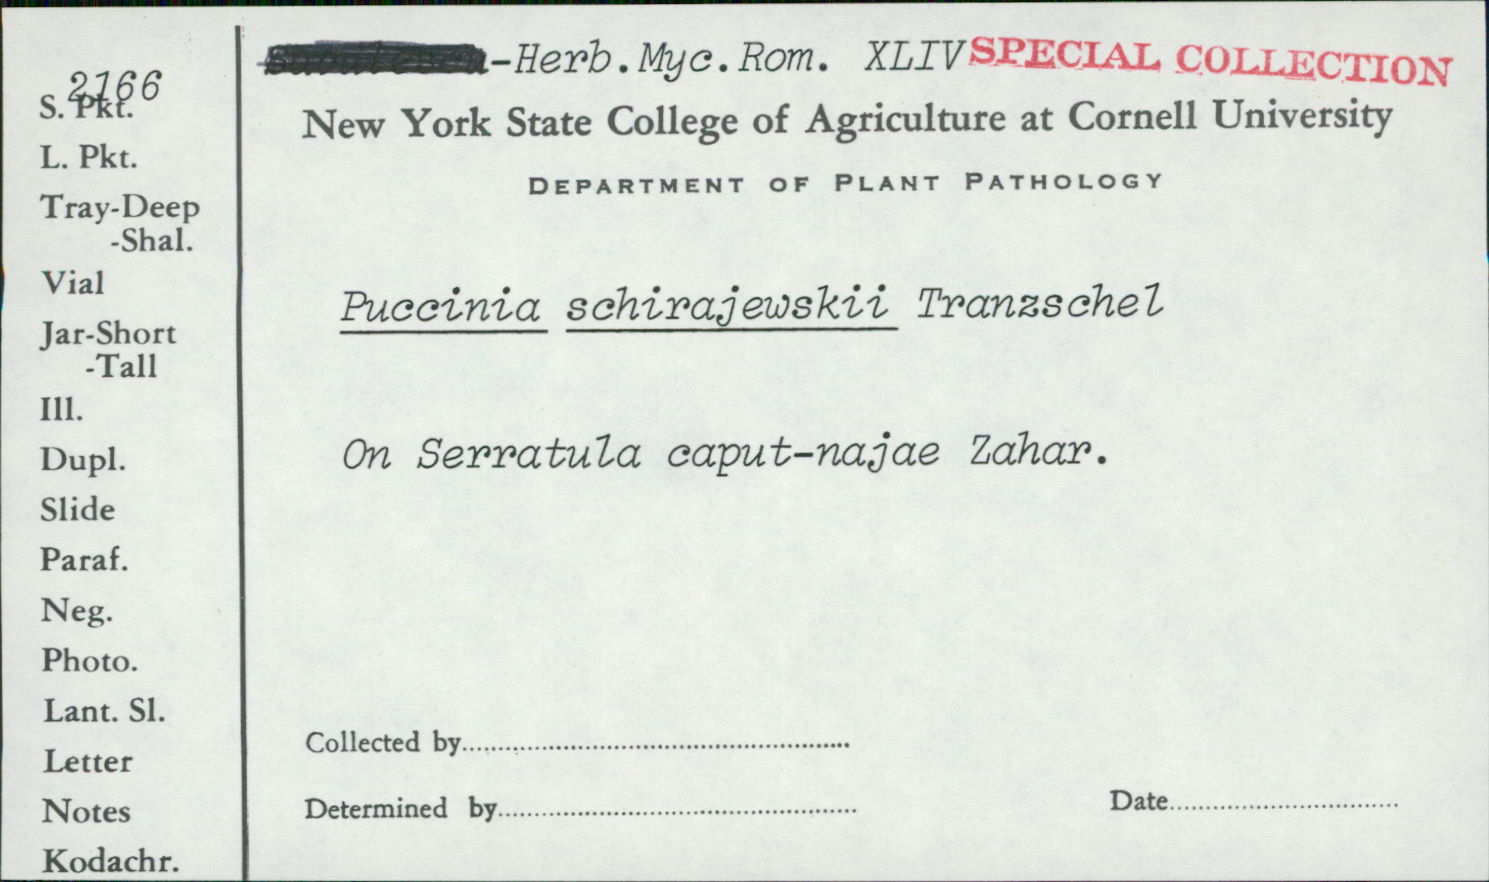 -Herb.Myc.Rom. XLIV SPECIAL COLLECTION
2166
S. Pkt.
L. Pkt.
Tray-Deep
-Shal.
Vial
Jar-Short
-Tall
Ill.
Dupl.
Slide
Paraf.
Neg.
Photo.
Lant. Sl.
Letter
Notes
Kodachr.
New York State College of Agriculture at Cornell University
DEPARTMENT OF PLANT PATHOLOGY
Puccinia schirajewskii Tranzschel
On Serratula caput-najae Zahar.
Collected by
Determined by
Date